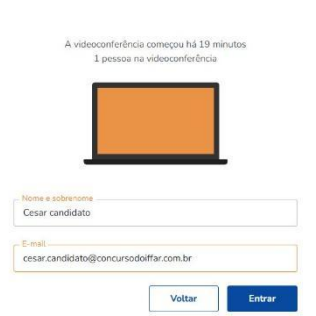 A videoconferência começou há 19 minutos
1 pessoa na videoconferência
Nome e sobrenome
Cesar candidato
E-mail
cesar.candidato@concursodoiffar.com.br
Voltar Entrar